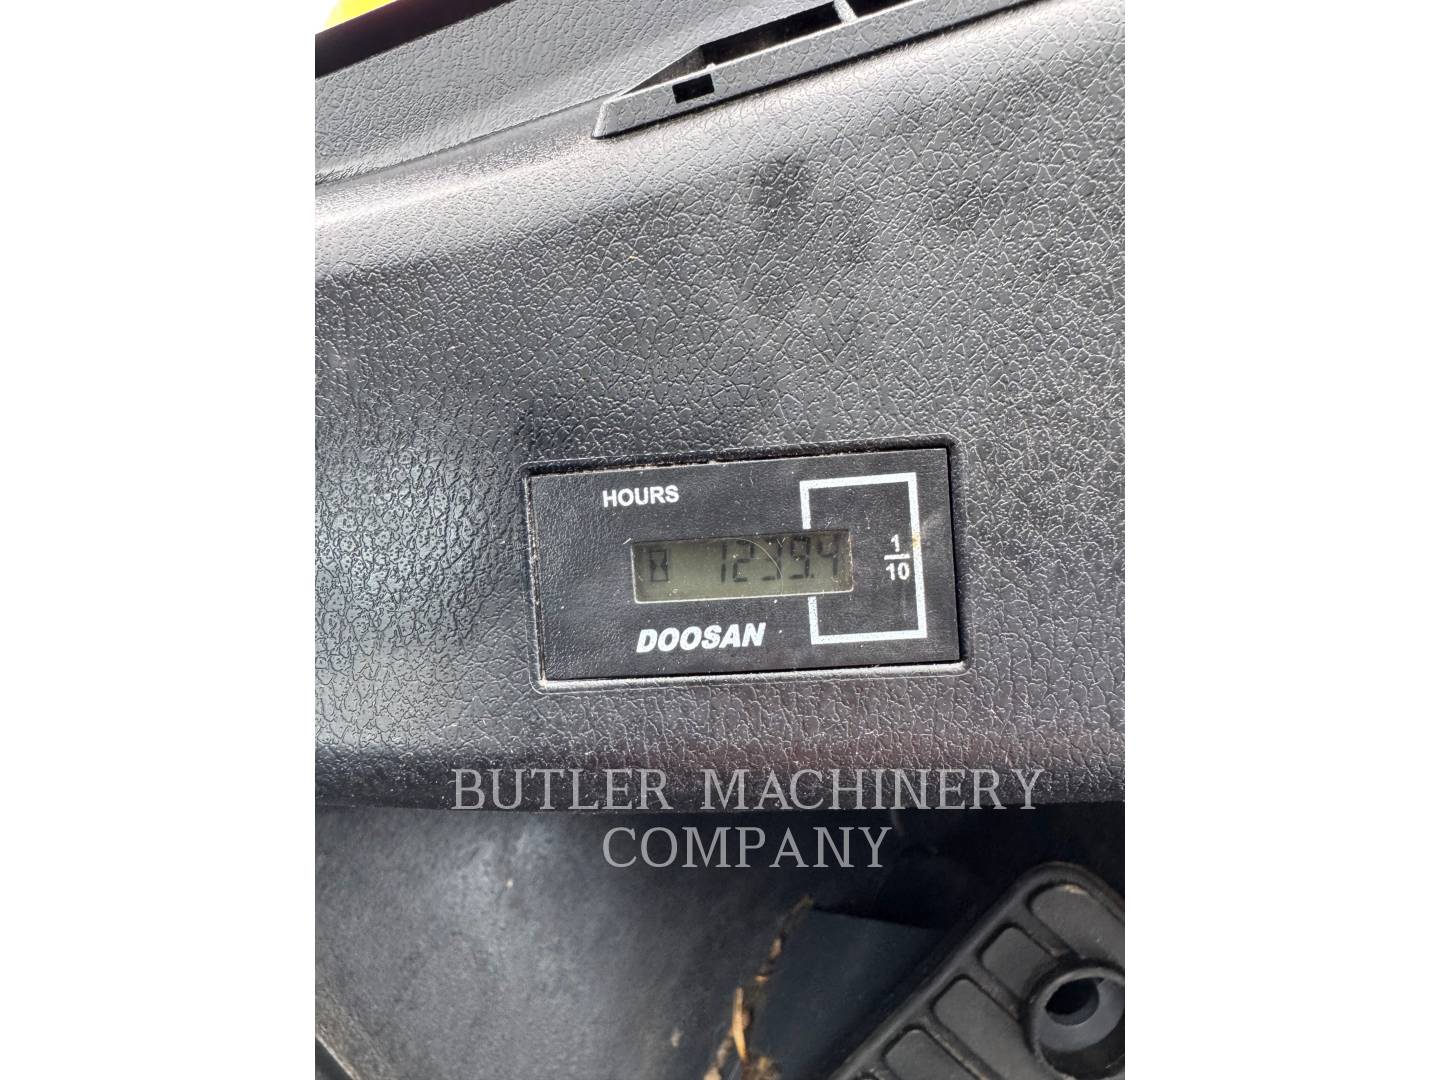 HOURS
1239.4
1
10
DOOSAN
BUTLER MACHINERY
COMPANY